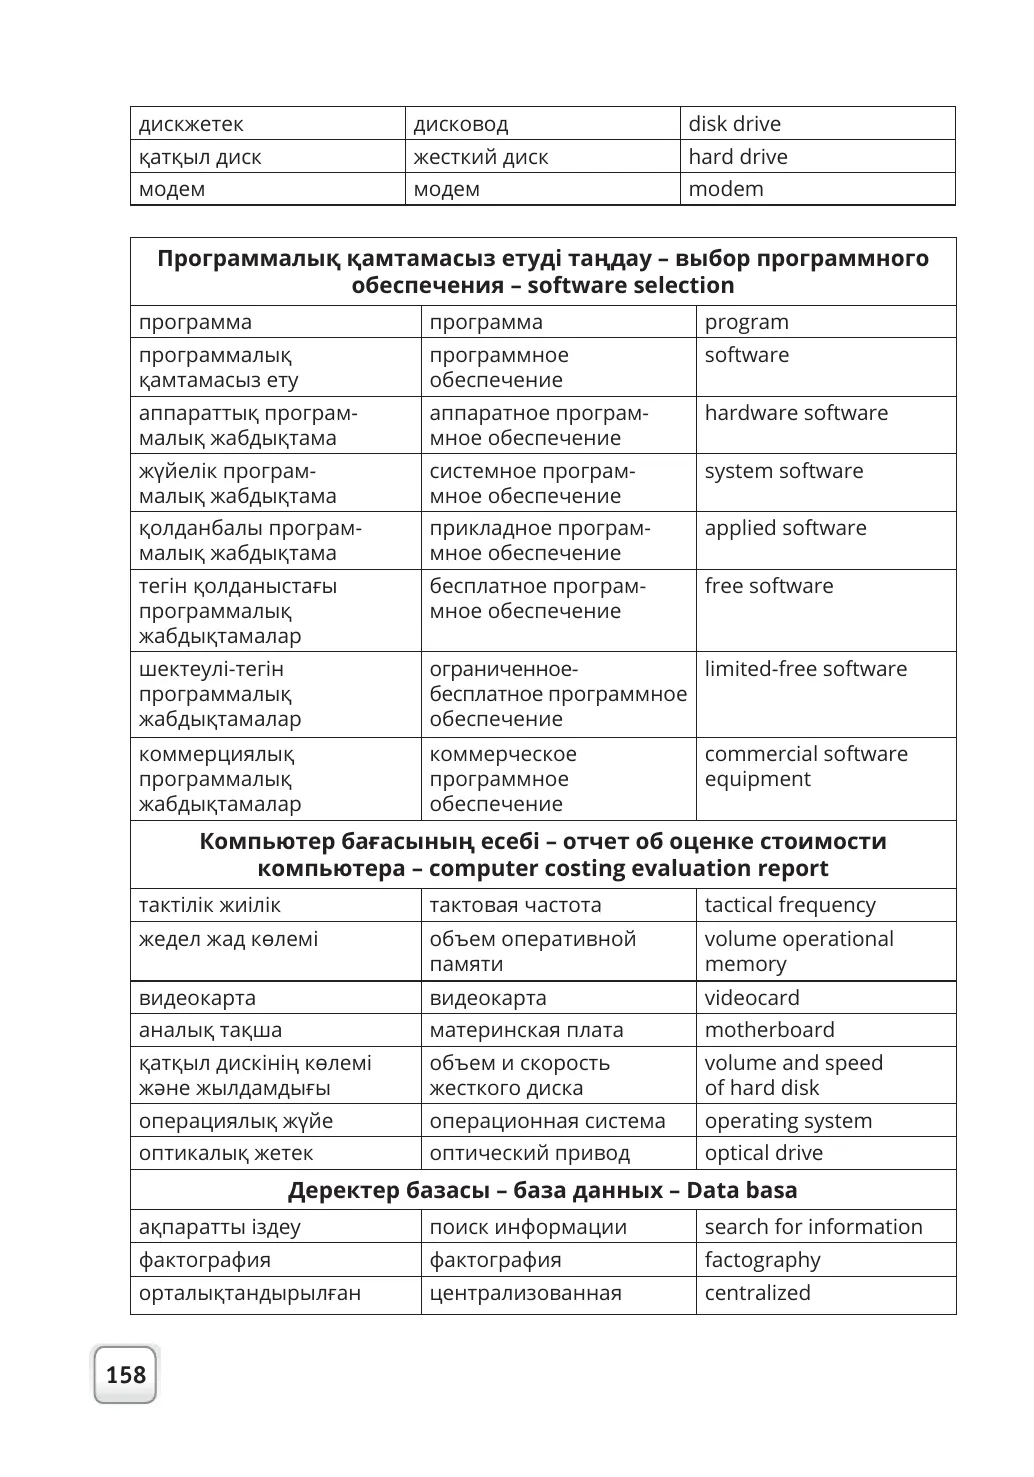 дискжетек дисковод disk drive
қатқыл диск жесткий диск hard drive
модем модем modem
Программалық қамтамасыз етуді таңдау – выбор программного
обеспечения – software selection
программа программа program
программалық программное software
қамтамасыз ету обеспечение
аппараттық програм- аппаратное програм- hardware software
малық жабдықтама мное обеспечение
жүйелік програм- системное програм- system software
малық жабдықтама мное обеспечение
қолданбалы програм- прикладное програм- applied software
малық жабдықтама мное обеспечение
тегін қолданыстағы бесплатное програм- free software
программалық мное обеспечение
жабдықтамалар
шектеулі-тегін ограниченное- limited-free software
программалық бесплатное программное
жабдықтамалар обеспечение
коммерциялық коммерческое commercial software
программалық программное equipment
жабдықтамалар обеспечение
Компьютер бағасының есебі – отчет об оценке стоимости
компьютера – computer costing evaluation report
тактілік жиілік тактовая частота tactical frequency
жедел жад көлемі объем оперативной volume operational
памяти memory
видеокарта видеокарта videocard
аналық тақша материнская плата motherboard
қатқыл дискінің көлемі объем и скорость volume and speed
және жылдамдығы жесткого диска of hard disk
операциялық жүйе операционная система operating system
оптикалық жетек оптический привод optical drive
Деректер базасы – база данных – Data basa
ақпаратты іздеу поиск информации search for information
фактография фактография factography
орталықтандырылған централизованная centralized
158